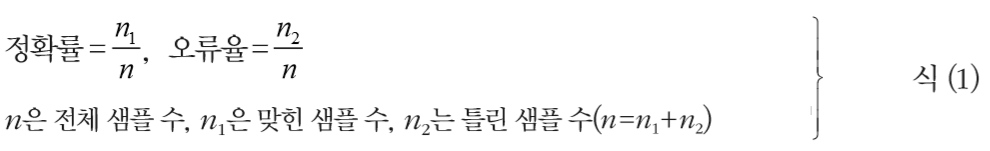 정확률 = n₁/n, 오류율 = n₂/n
식 (1)
n은 전체 샘플 수, n₁은 맞힌 샘플 수, n₂는 틀린 샘플 수(n=n₁+n₂)